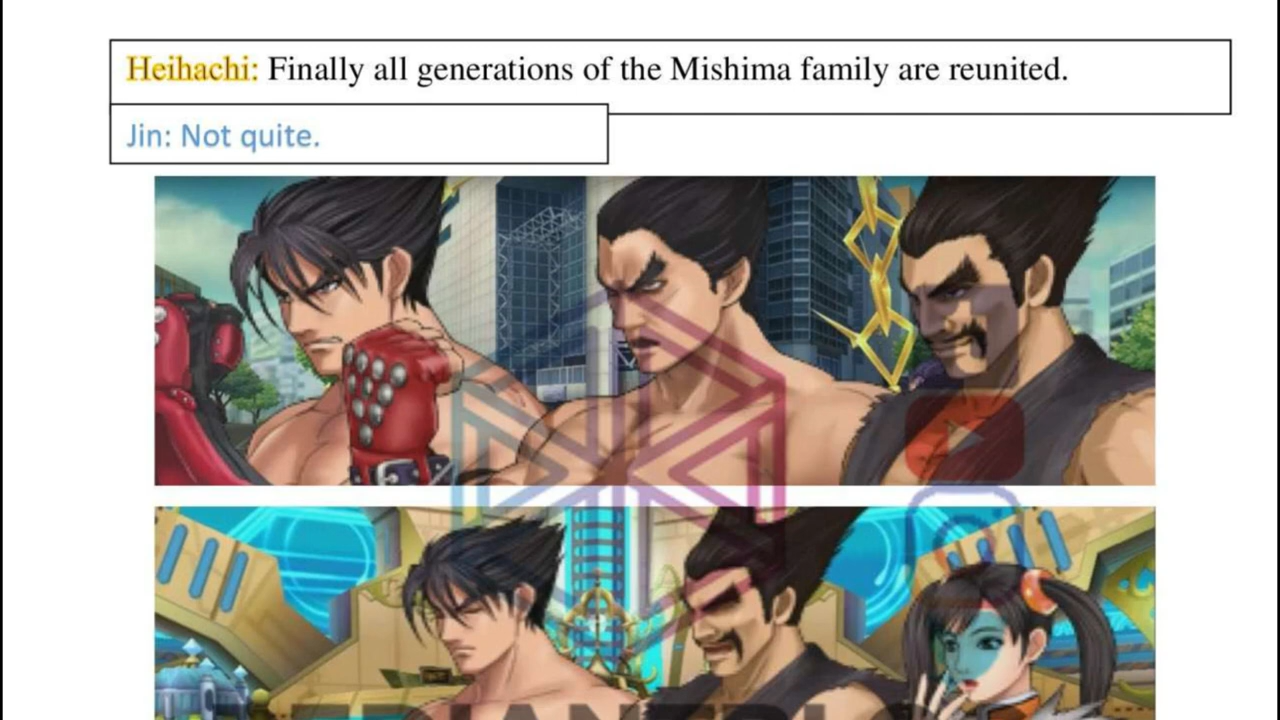 Heihachi: Finally all generations of the Mishima family are reunited.
Jin: Not quite.